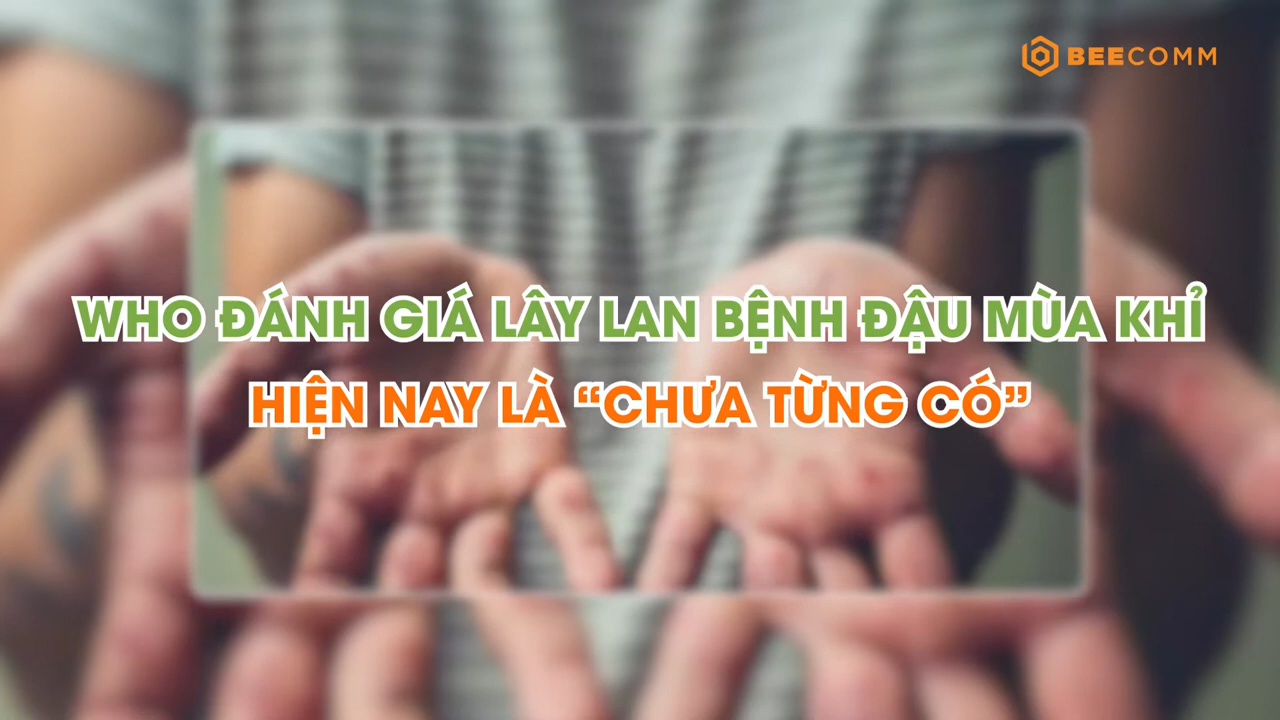 BEECOMM
WHO ĐÁNH GIÁ LÂY LAN BỆNH ĐẬU MÙA KHỈ
HIỆN NAY LÀ “CHƯA TỪNG CÓ”